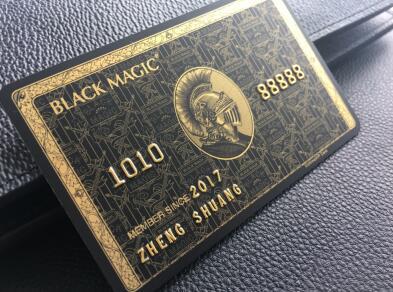 BLACK MAGIC
88888
1010
MEMBER SINCE 2017
ZHENG SHUANG